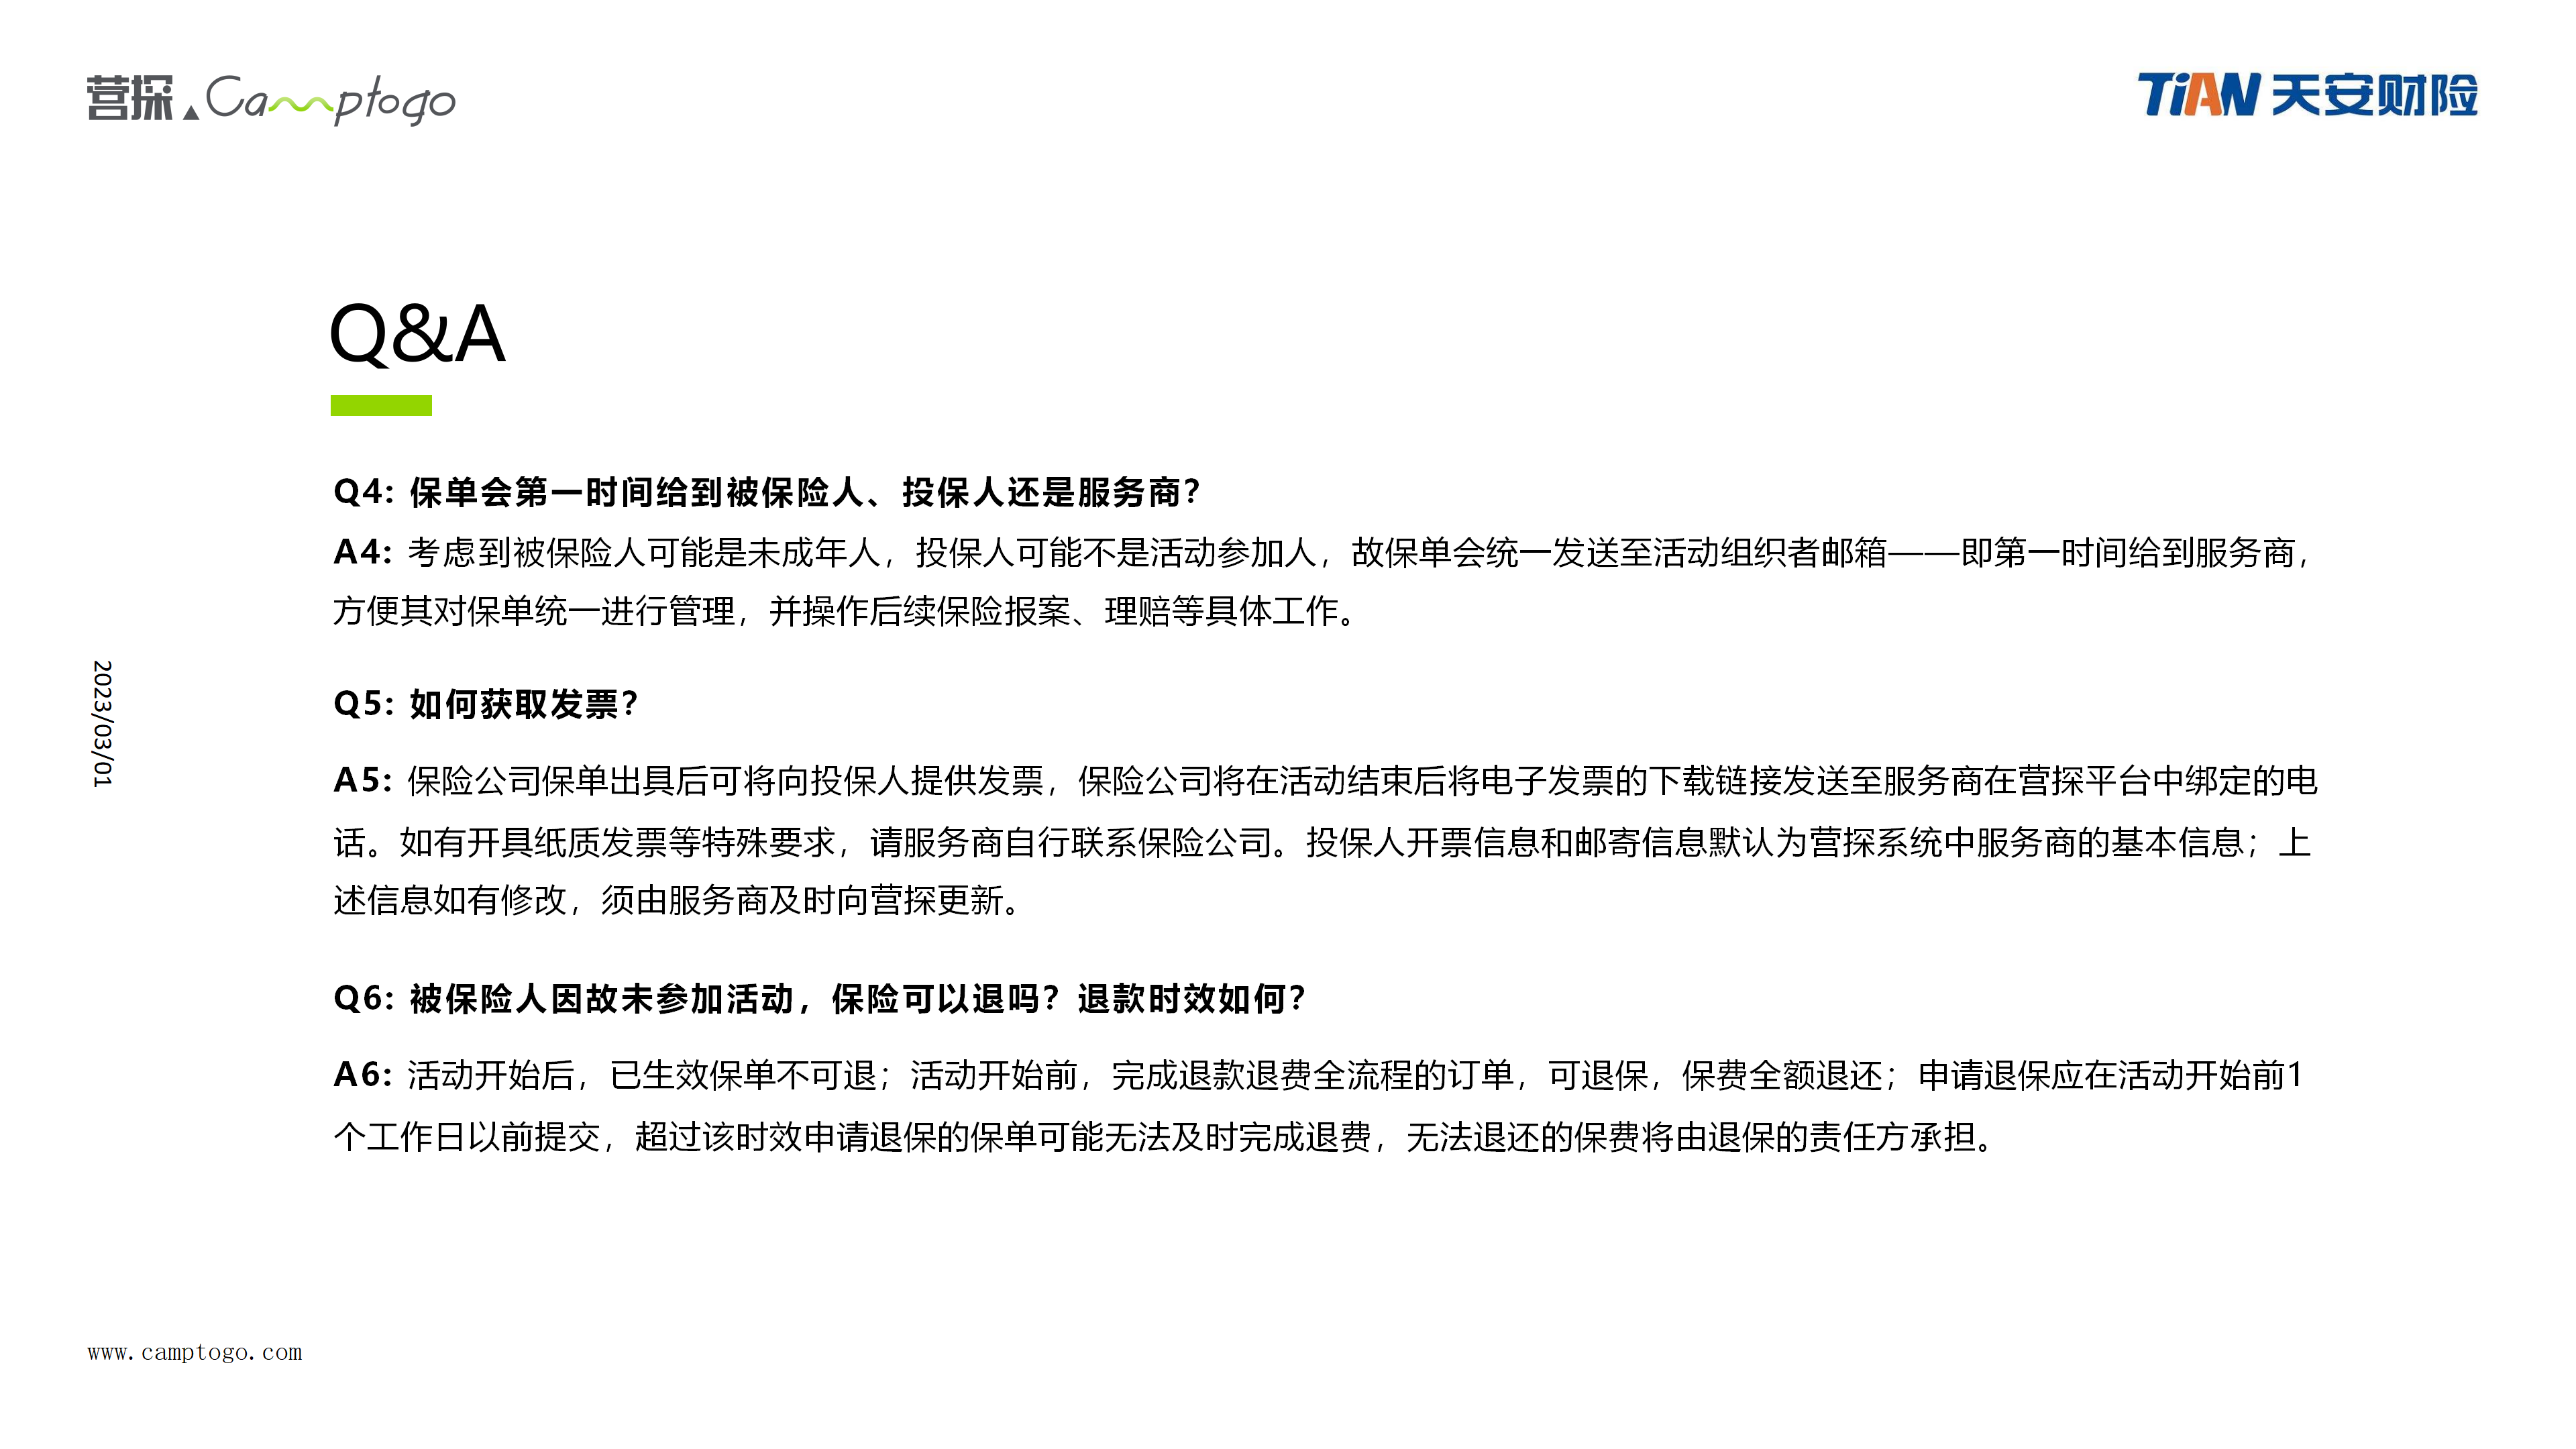 营探 Camptogo
TIAN 天安财险
Q&A
Q4: 保单会第一时间给到被保险人、投保人还是服务商?
A4: 考虑到被保险人可能是未成年人，投保人可能不是活动参加人，故保单会统一发送至活动组织者邮箱——即第一时间给到服务商，
方便其对保单统一进行管理，并操作后续保险报案、理赔等具体工作。
2023/03/01
Q5: 如何获取发票?
A5: 保险公司保单出具后可将向投保人提供发票，保险公司将在活动结束后将电子发票的下载链接发送至服务商在营探平台中绑定的电
话。如有开具纸质发票等特殊要求，请服务商自行联系保险公司。投保人开票信息和邮寄信息默认为营探系统中服务商的基本信息；上
述信息如有修改，须由服务商及时向营探更新。
Q6: 被保险人因故未参加活动，保险可以退吗? 退款时效如何?
A6: 活动开始后，已生效保单不可退；活动开始前，完成退款退费全流程的订单，可退保，保费全额退还；申请退保应在活动开始前1
个工作日以前提交，超过该时效申请退保的保单可能无法及时完成退费，无法退还的保费将由退保的责任方承担。
www.camptogo.com